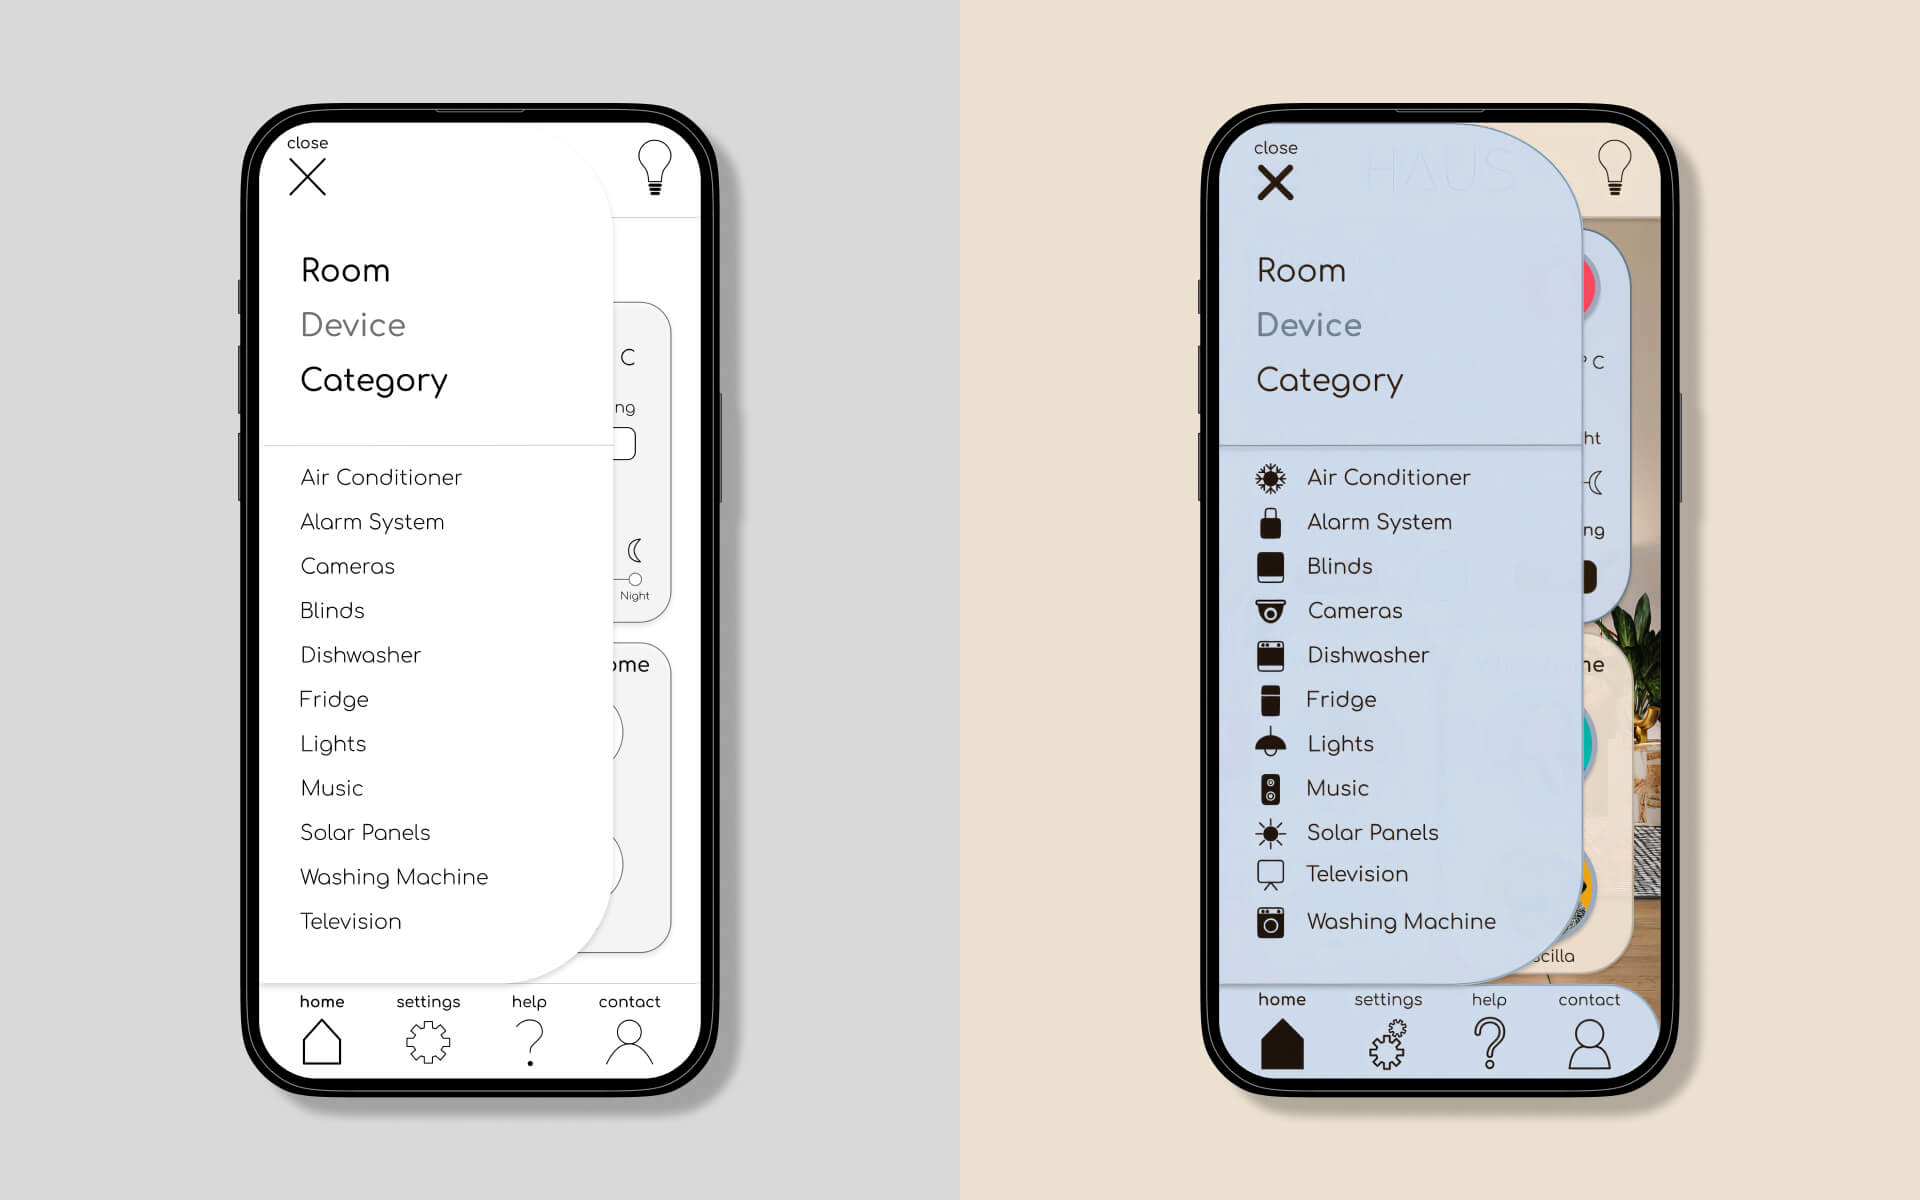 close
Room
Device
Category
C
ng
Night
ome
Air Conditioner
Alarm System
Cameras
Blinds
Dishwasher
Fridge
Lights
Music
Solar Panels
Washing Machine
Television
home settings help contact
close
HAUS
Room
Device
Category
° C
ht
ng
ne
cilla
Air Conditioner
Alarm System
Blinds
Cameras
Dishwasher
Fridge
Lights
Music
Solar Panels
Television
Washing Machine
home settings help contact